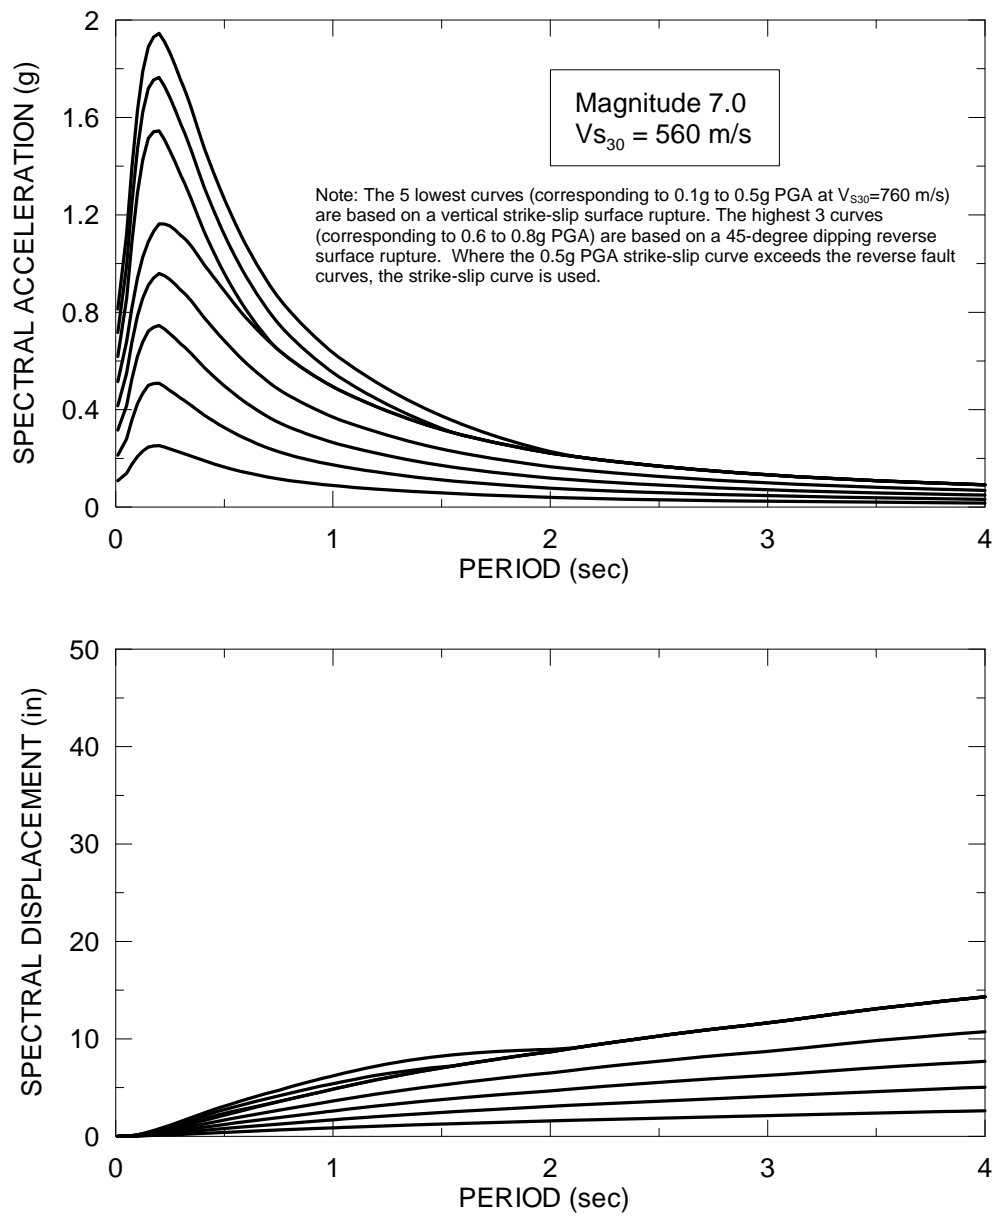 2
1.6
1.2
0.8
0.4
0
SPECTRAL ACCELERATION (g)
Magnitude 7.0
Vs30 = 560 m/s
Note: The 5 lowest curves (corresponding to 0.1g to 0.5g PGA at VS30=760 m/s)
are based on a vertical strike-slip surface rupture. The highest 3 curves
(corresponding to 0.6 to 0.8g PGA) are based on a 45-degree dipping reverse
surface rupture.  Where the 0.5g PGA strike-slip curve exceeds the reverse fault
curves, the strike-slip curve is used.
0 1 2 3 4
PERIOD (sec)
50
40
30
20
10
0
SPECTRAL DISPLACEMENT (in)
0 1 2 3 4
PERIOD (sec)